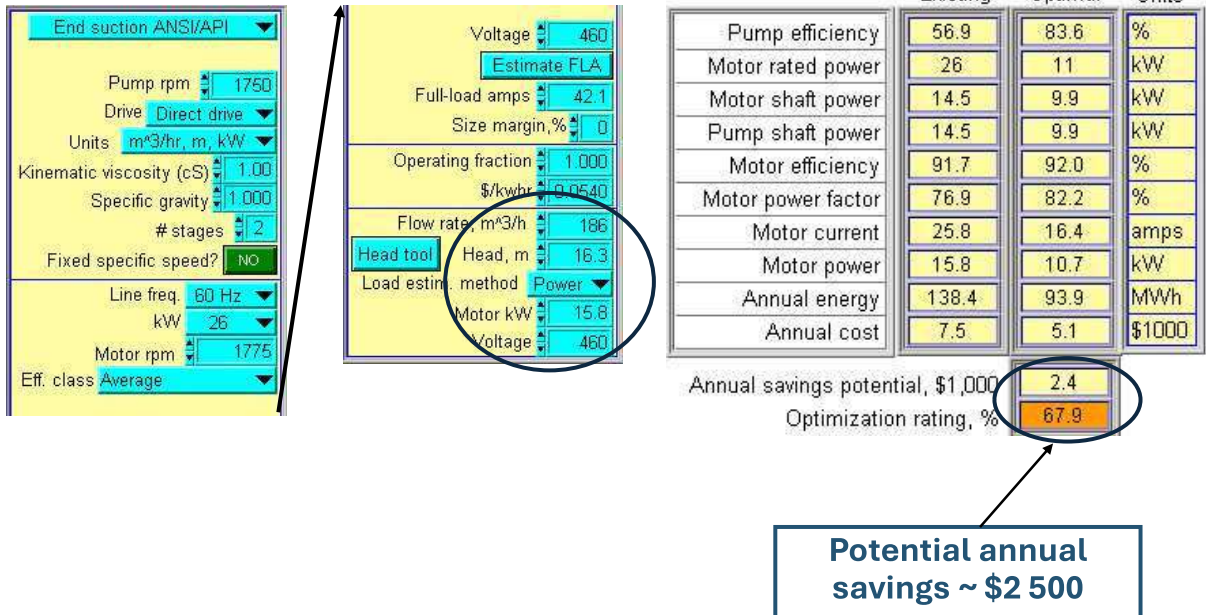 End suction ANSI/API
Pump rpm 1750
Drive Direct drive
Units m^3/hr, m, kW
Kinematic viscosity (cS) 1.00
Specific gravity 1.000
# stages 2
Fixed specific speed? NO
Line freq. 60 Hz
kW 26
Motor rpm 1775
Eff. class Average
Voltage 460
Estimate FLA
Full-load amps 42.1
Size margin,% 0
Operating fraction 1.000
$/kwhr 0.0540
Flow rate, m^3/h 186
Head tool Head, m 16.3
Load estim. method Power
Motor kW 15.8
Voltage 460
Pump efficiency 56.9 83.6 %
Motor rated power 26 11 kW
Motor shaft power 14.5 9.9 kW
Pump shaft power 14.5 9.9 kW
Motor efficiency 91.7 92.0 %
Motor power factor 76.9 82.2 %
Motor current 25.8 16.4 amps
Motor power 15.8 10.7 kW
Annual energy 138.4 93.9 MWh
Annual cost 7.5 5.1 $1000
Annual savings potential, $1,000 2.4
Optimization rating, % 67.9
Potential annual
savings ~ $2 500